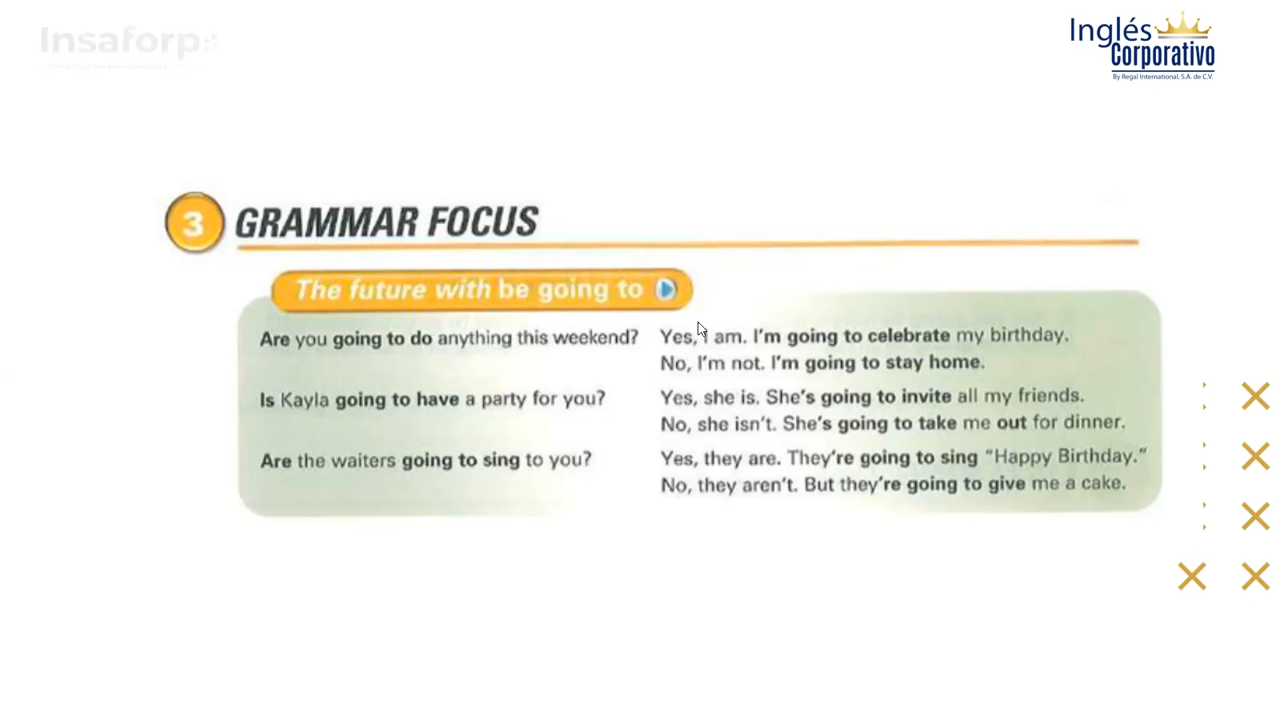 Insaforp
Inglés
Corporativo
By Regal International, S.A. de C.V.
3 GRAMMAR FOCUS
The future with be going to
Are you going to do anything this weekend? Yes, I am. I'm going to celebrate my birthday.
No, I'm not. I'm going to stay home.
Is Kayla going to have a party for you? Yes, she is. She's going to invite all my friends.
No, she isn't. She's going to take me out for dinner.
Are the waiters going to sing to you? Yes, they are. They're going to sing "Happy Birthday."
No, they aren't. But they're going to give me a cake.